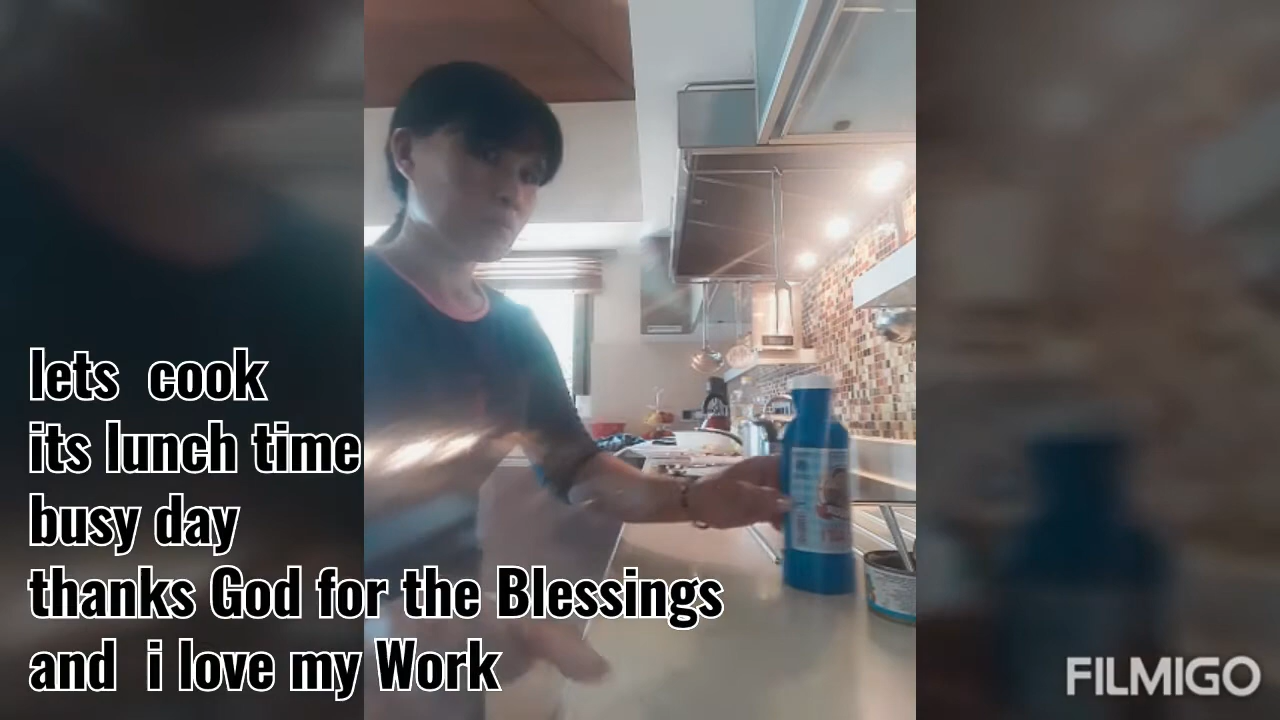 lets cook
its lunch time
busy day
thanks God for the Blessings
and i love my Work
FILMIGO